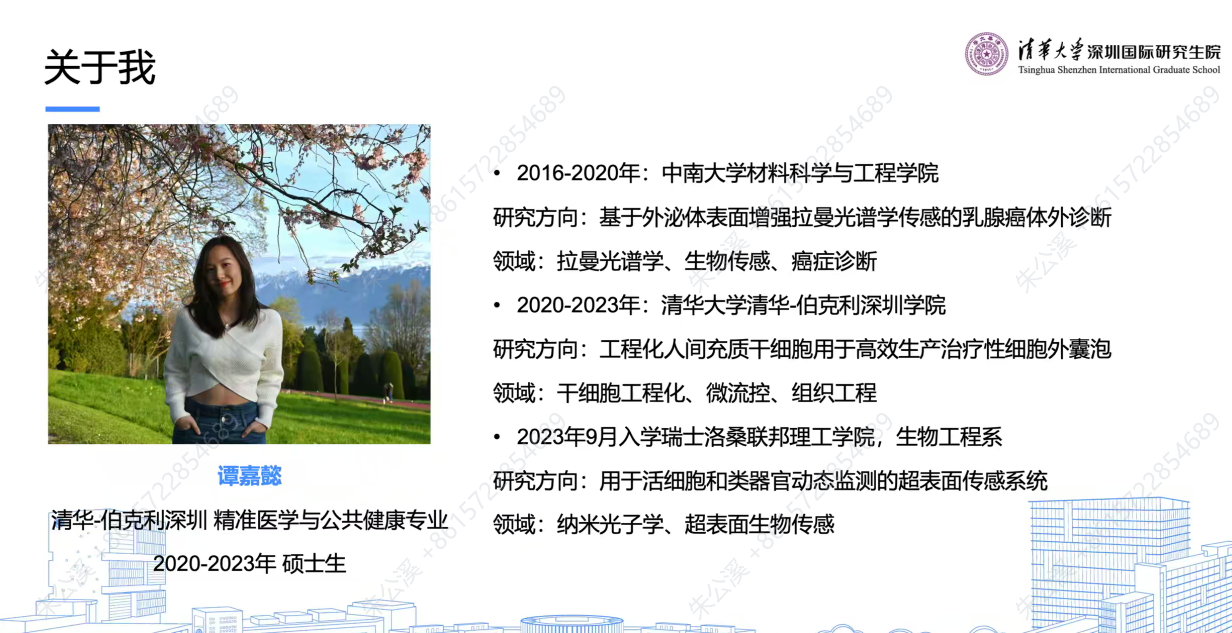 关于我
清华大学深圳国际研究生院
Tsinghua Shenzhen International Graduate School
• 2016-2020年：中南大学材料科学与工程学院
研究方向：基于外泌体表面增强拉曼光谱学传感的乳腺癌体外诊断
领域：拉曼光谱学、生物传感、癌症诊断
• 2020-2023年：清华大学清华-伯克利深圳学院
研究方向：工程化人间充质干细胞用于高效生产治疗性细胞外囊泡
领域：干细胞工程化、微流控、组织工程
• 2023年9月入学瑞士洛桑联邦理工学院，生物工程系
研究方向：用于活细胞和类器官动态监测的超表面传感系统
领域：纳米光子学、超表面生物传感
谭嘉懿
清华-伯克利深圳 精准医学与公共健康专业
2020-2023年 硕士生
朱公溪 +8615722854689